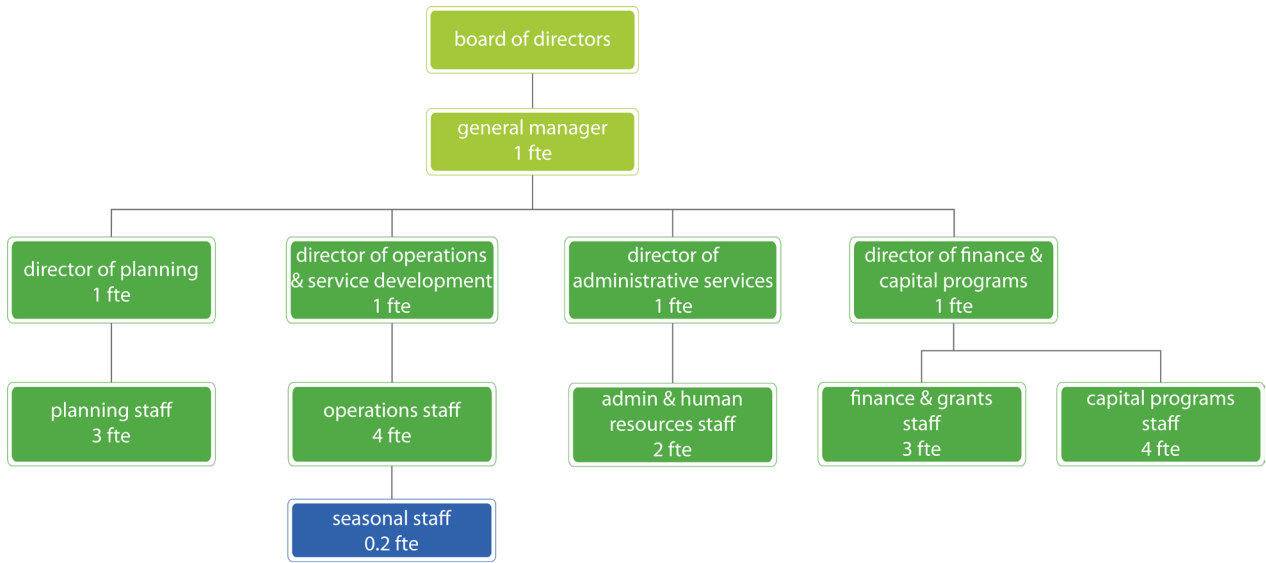 board of directors
general manager
1 fte
director of planning
1 fte
director of operations
& service development
1 fte
director of
administrative services
1 fte
director of finance &
capital programs
1 fte
planning staff
3 fte
operations staff
4 fte
admin & human
resources staff
2 fte
finance & grants
staff
3 fte
capital programs
staff
4 fte
seasonal staff
0.2 fte